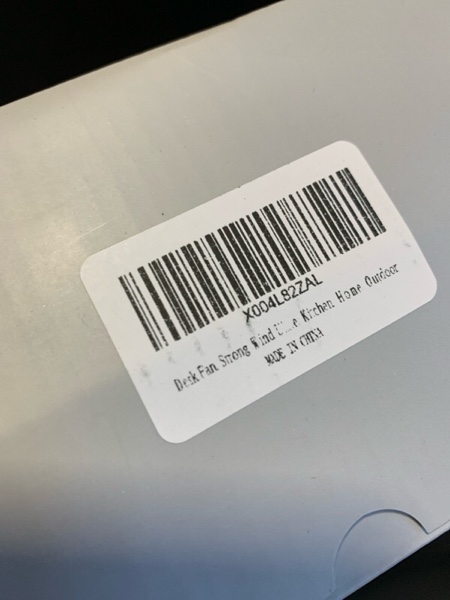 X004L82ZAL
Desk Fan Strong Wind Kitchen Home Outdoor
MADE IN CHINA